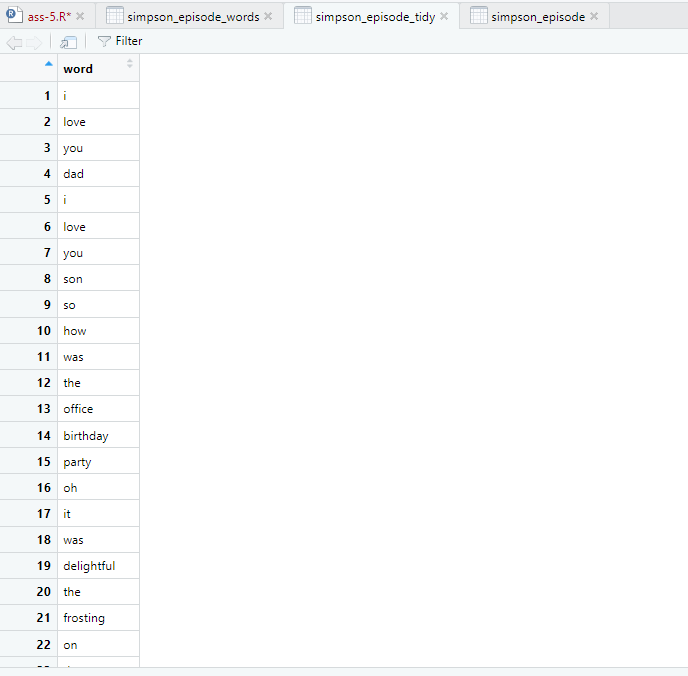 ass-5.R* simpson_episode_words simpson_episode_tidy simpson_episode
Filter
word
1 i
2 love
3 you
4 dad
5 i
6 love
7 you
8 son
9 so
10 how
11 was
12 the
13 office
14 birthday
15 party
16 oh
17 it
18 was
19 delightful
20 the
21 frosting
22 on